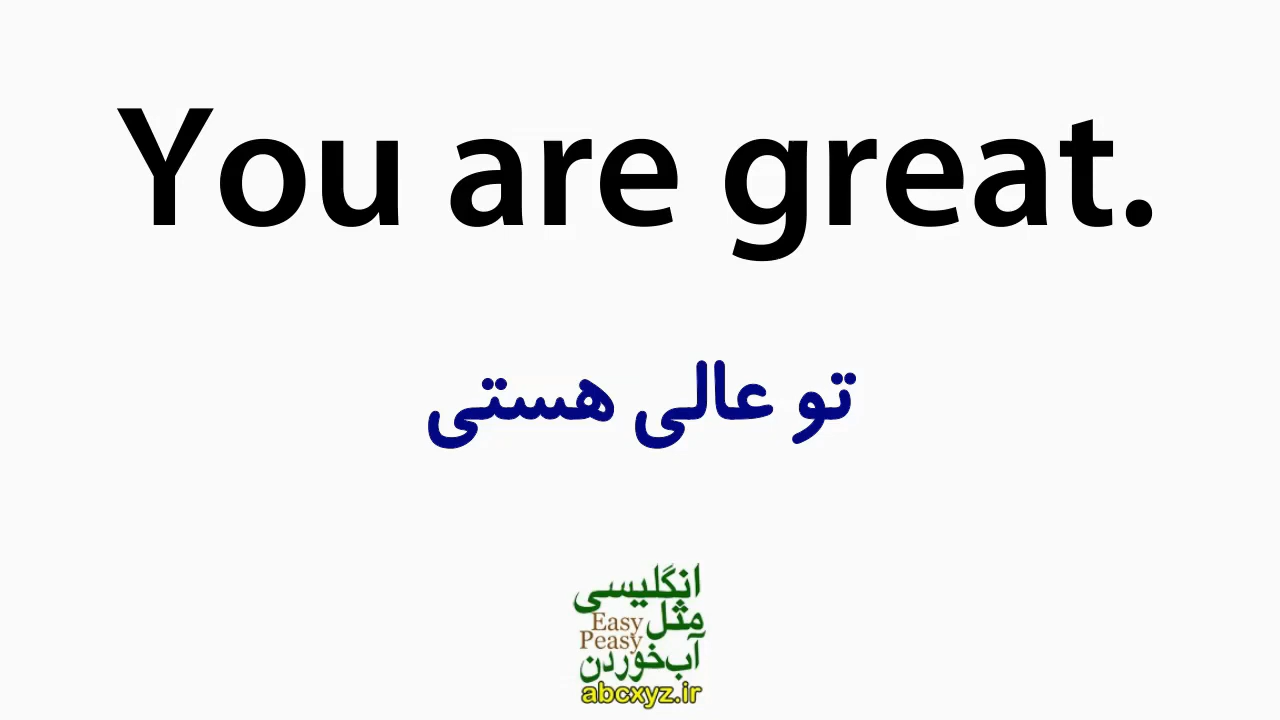 You are great.
تو عالی هستی
انگلیسی
مثل
Easy
Peasy
آب‌خوردن
abcxyz.ir